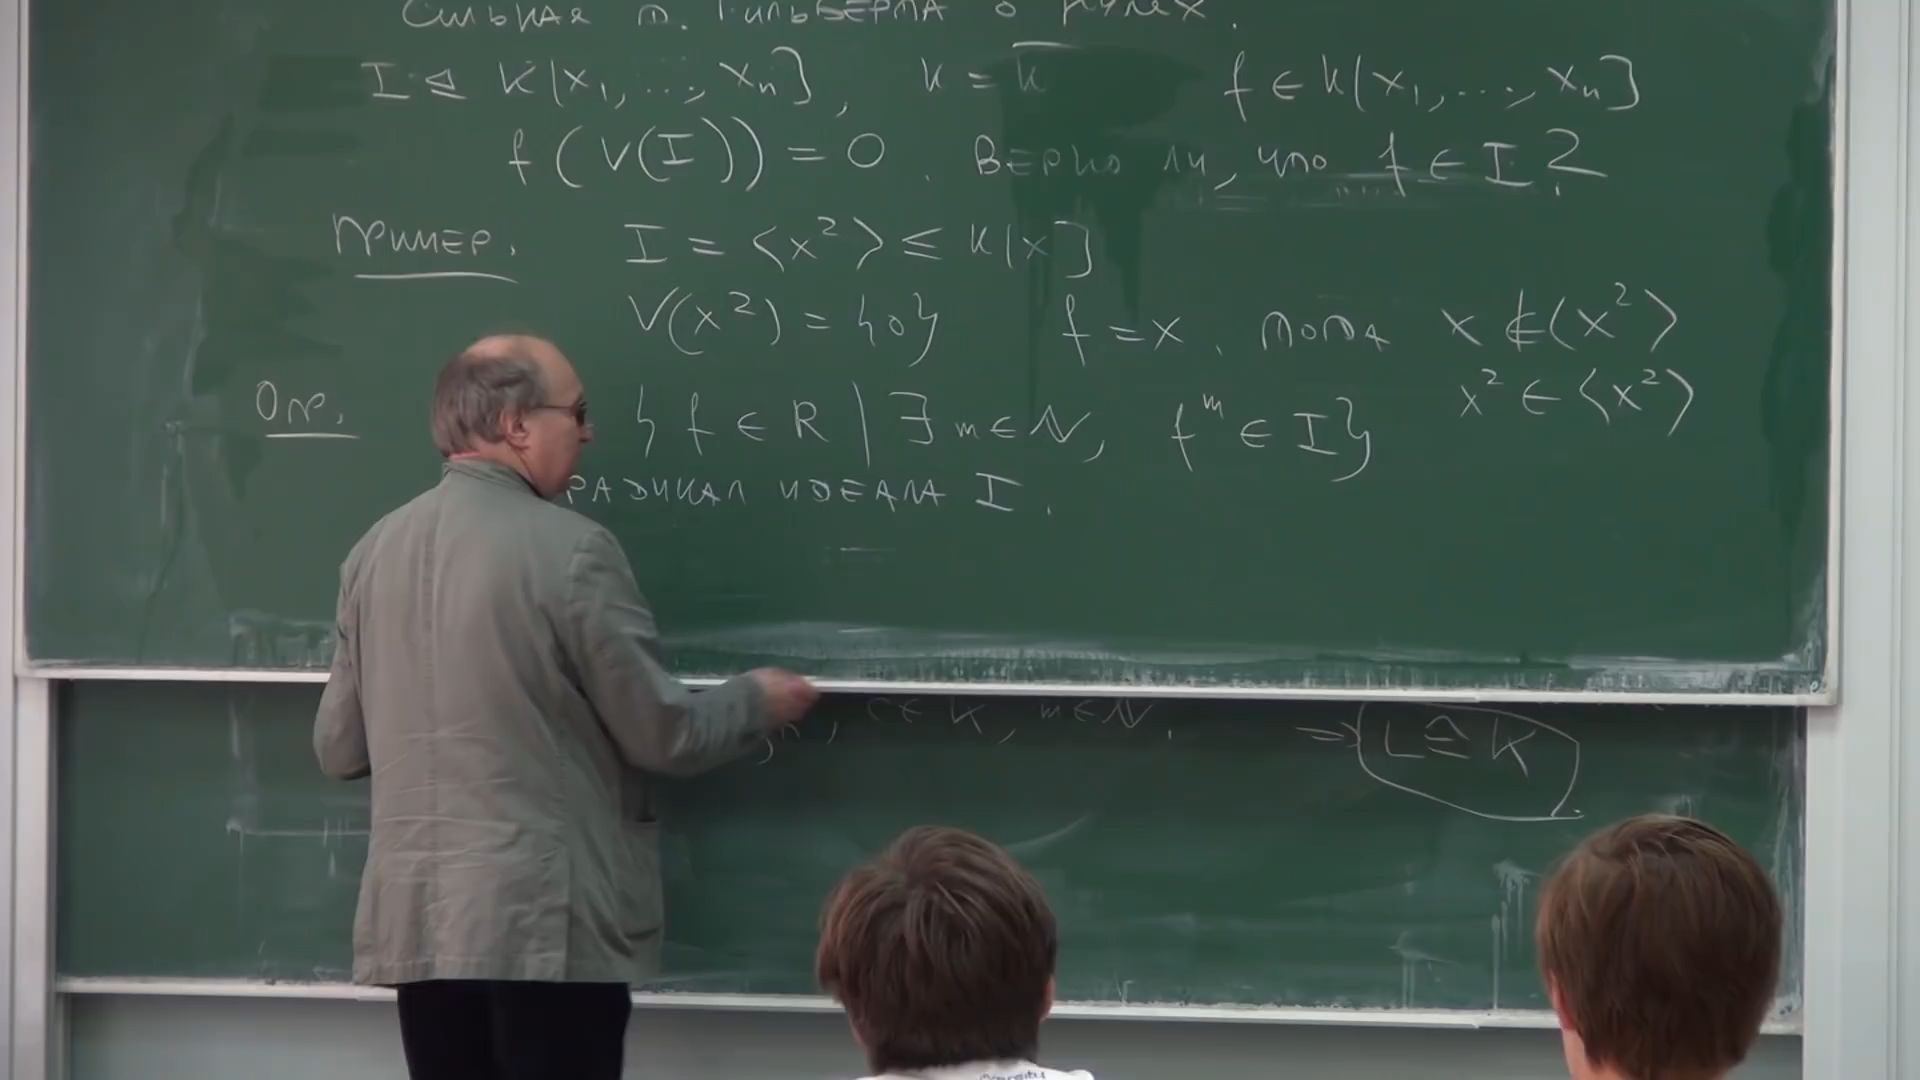 Сильная т. Гильберта о нулях.
I ⊴ K[x₁, ..., xₙ], K = K̅ f ∈ K[x₁, ..., xₙ]
f(V(I)) = 0. Верно ли, что f ∈ I?
Пример. I = <x²> ≤ K[x]
V(x²) = {0} f = x. Тогда x ∉ <x²>
x² ∈ <x²>
Опр. {f ∈ R | ∃ m ∈ N, fᵐ ∈ I}
радикал идеала I.
, c ∈ K, m ∈ N. ⇒ L ≅ K